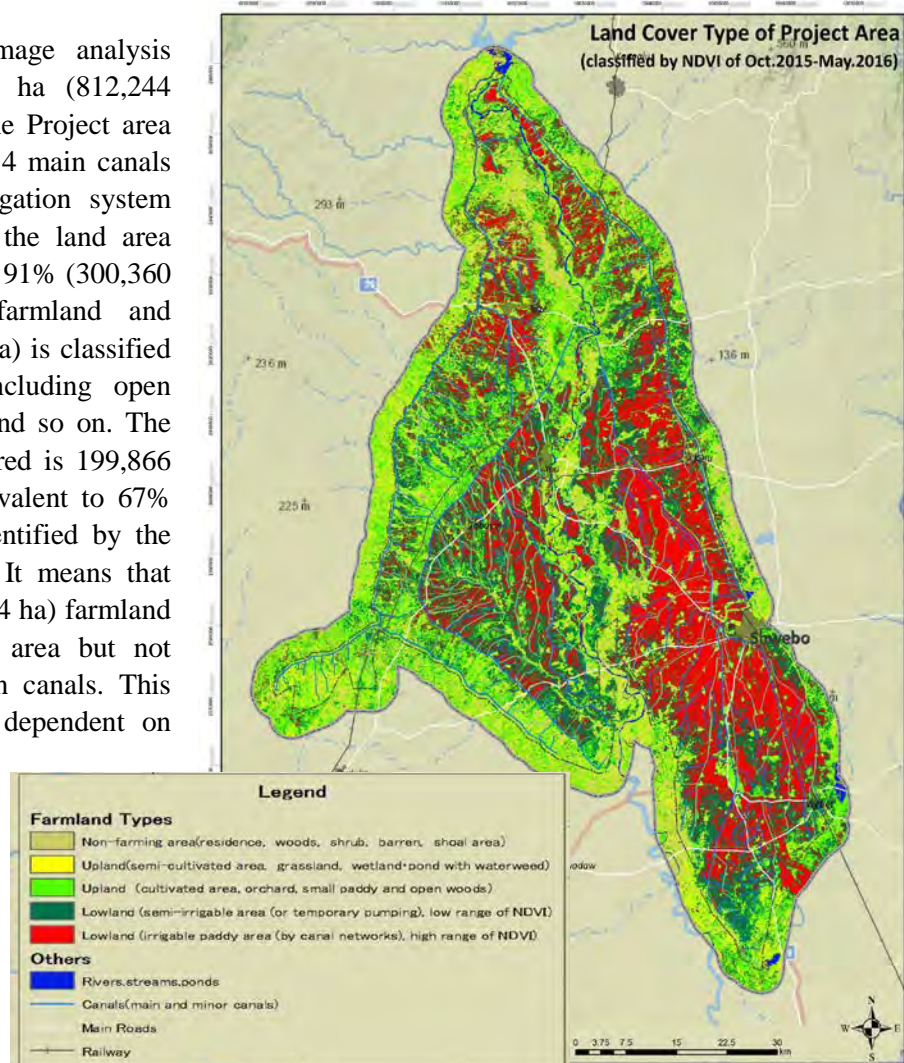 mage analysis
ha (812,244
e Project area
4 main canals
gation system
the land area
91% (300,360
farmland and
a) is classified
cluding open
nd so on. The
red is 199,866
valent to 67%
entified by the
It means that
4 ha) farmland
area but not
n canals. This
dependent on
Land Cover Type of Project Area
(classified by NDVI of Oct.2015-May.2016)
293 m
236 m
136 m
225 m
Shwebo
Legend
Farmland Types
Non-farming area(residence, woods, shrub, barren, shoal area)
Upland(semi-cultivated area, grassland, wetland·pond with waterweed)
Upland (cultivated area, orchard, small paddy and open woods)
Lowland (semi-irrigable area (or temporary pumping), low range of NDVI)
Lowland (irrigable paddy area (by canal networks), high range of NDVI)
Others
Rivers,streams,ponds
Canals(main and minor canals)
Main Roads
Railway
odaw
N
W E
S
0 3.75 7.5 15 22.5 30
km